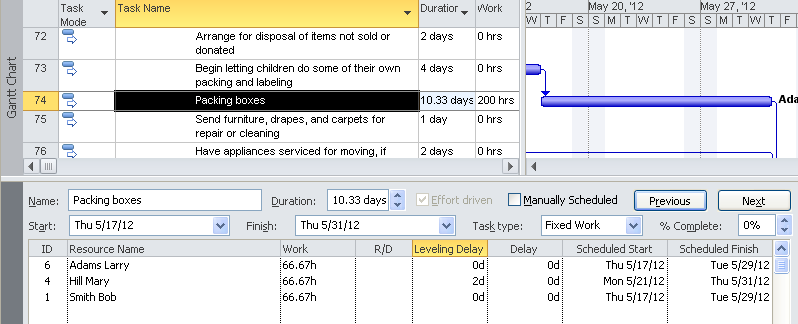 Task Mode Task Name Duration Work 2 May 20, '12 May 27, '12
W T F S S M T W T F S S M T W T F
72 Arrange for disposal of items not sold or donated 2 days 0 hrs
73 Begin letting children do some of their own packing and labeling 4 days 0 hrs
74 Packing boxes 10.33 days 200 hrs Ada
75 Send furniture, drapes, and carpets for repair or cleaning 1 day 0 hrs
76 Have appliances serviced for moving, if 2 days 0 hrs
Gantt Chart
Name: Packing boxes Duration: 10.33 days Effort driven Manually Scheduled Previous Next
Start: Thu 5/17/12 Finish: Thu 5/31/12 Task type: Fixed Work % Complete: 0%
ID Resource Name Work R/D Leveling Delay Delay Scheduled Start Scheduled Finish
6 Adams Larry 66.67h 0d 0d Thu 5/17/12 Tue 5/29/12
4 Hill Mary 66.67h 2d 0d Mon 5/21/12 Thu 5/31/12
1 Smith Bob 66.67h 0d 0d Thu 5/17/12 Tue 5/29/12